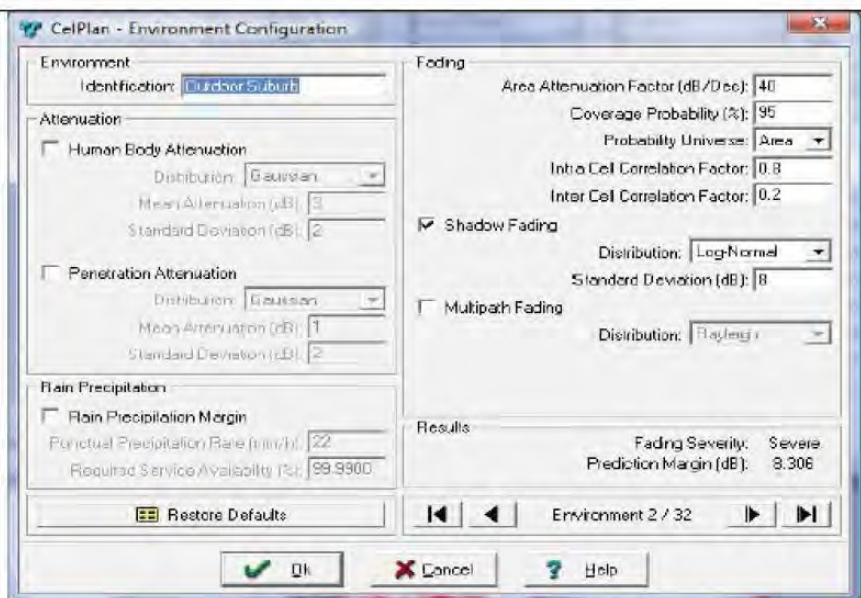 CelPlan - Environment Configuration
Environment
Identification: Outdoor Suburb
Attenuation
Human Body Attenuation
Distribution: Gaussian
Mean Attenuation (dB): 3
Standard Deviation (dB): 2
Penetration Attenuation
Distribution: Gaussian
Mean Attenuation (dB): 1
Standard Deviation (dB): 2
Rain Precipitation
Rain Precipitation Margin
Punctual Precipitation Rate (mm/h): 22
Required Service Availability (%): 99.9900
Restore Defaults
Fading
Area Attenuation Factor (dB/Dec): 40
Coverage Probability (%): 95
Probability Universe: Area
Intra Cell Correlation Factor: 0.8
Inter Cell Correlation Factor: 0.2
Shadow Fading
Distribution: Log-Normal
Standard Deviation (dB): 8
Multipath Fading
Distribution: Rayleigh
Results
Fading Severity: Severe
Prediction Margin (dB): 8.306
Environment 2 / 32
Ok
Cancel
Help